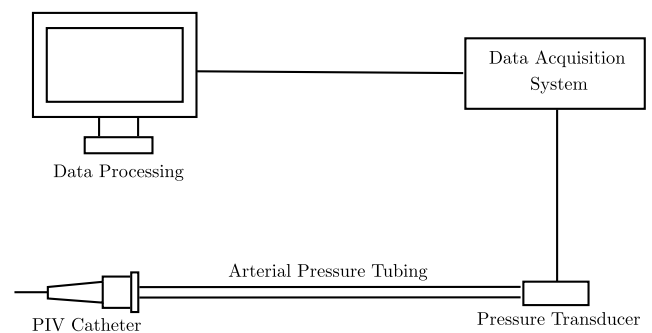 Data Acquisition
System
Data Processing
Arterial Pressure Tubing
PIV Catheter
Pressure Transducer